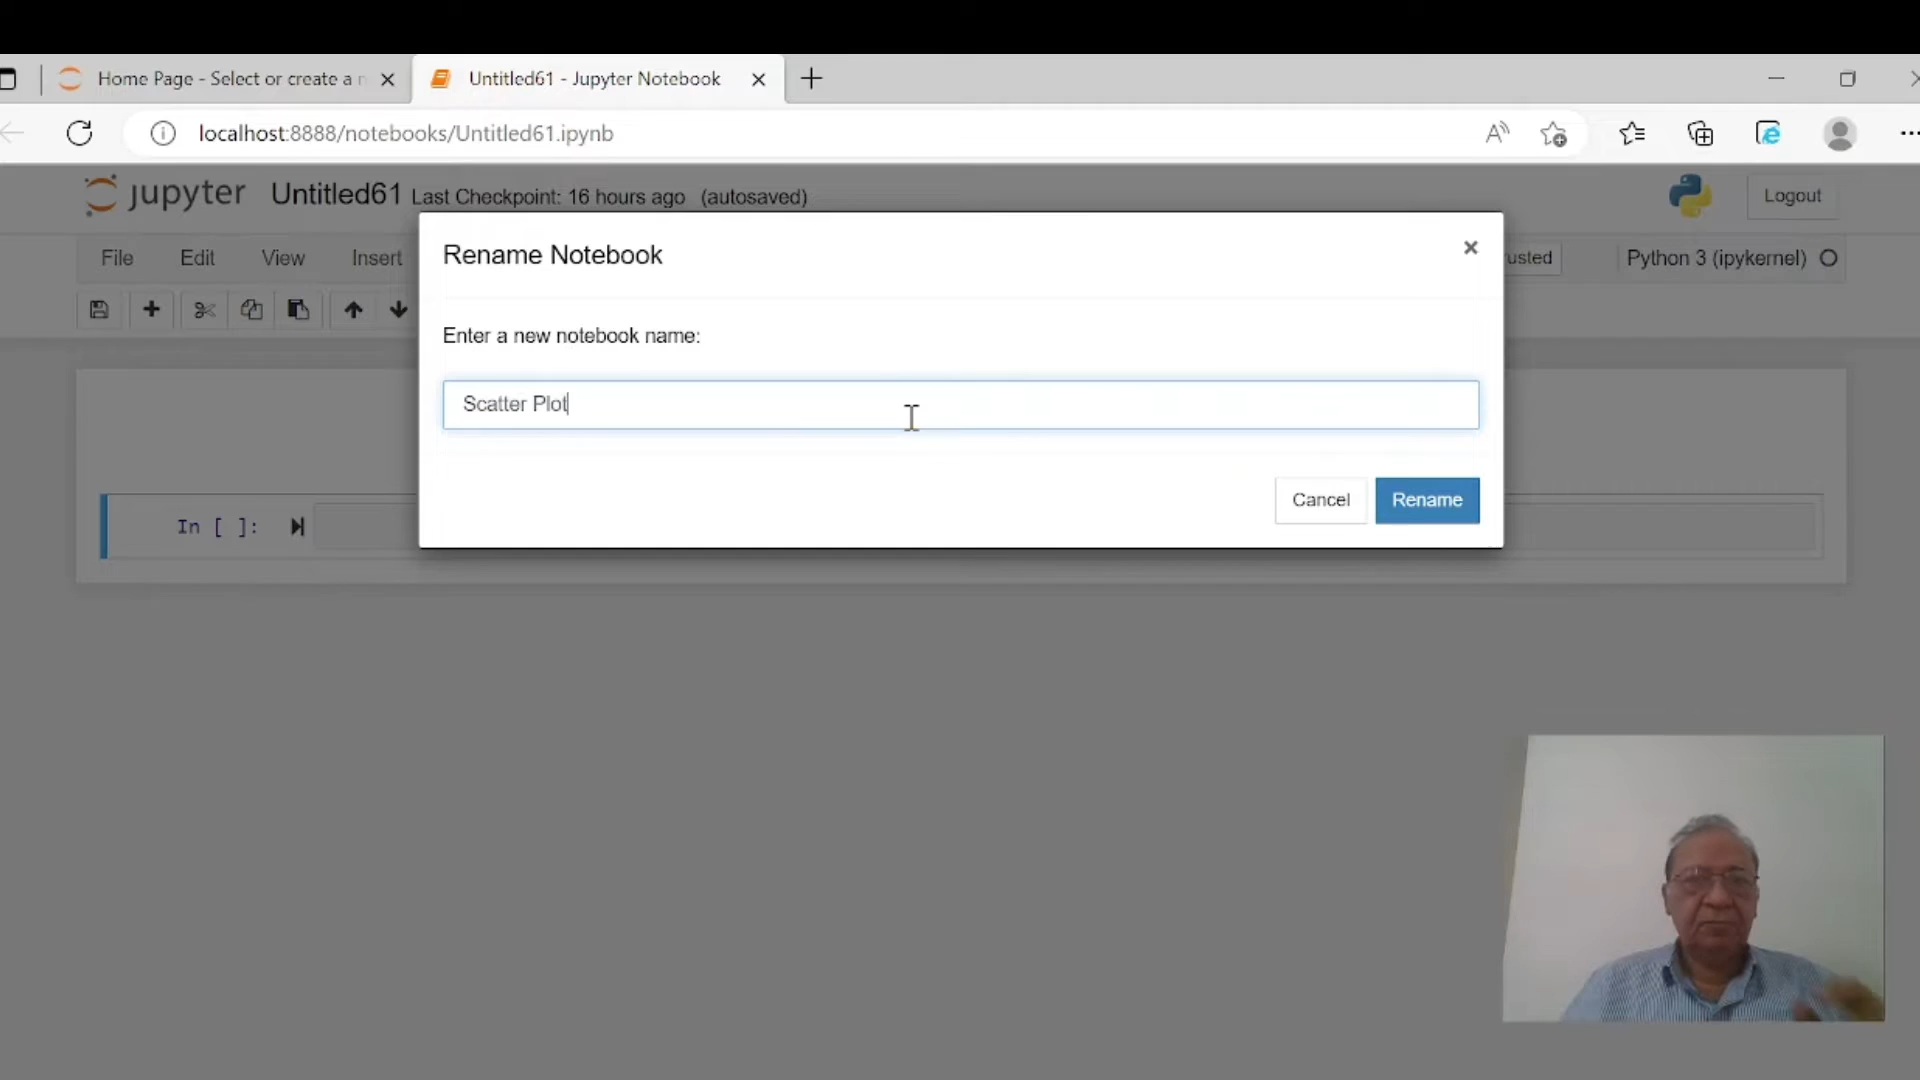 Home Page - Select or create a n
Untitled61 - Jupyter Notebook
localhost:8888/notebooks/Untitled61.ipynb
jupyter Untitled61 Last Checkpoint: 16 hours ago (autosaved)
Logout
File Edit View Insert
usted
Python 3 (ipykernel)
Rename Notebook
Enter a new notebook name:
Scatter Plot
Cancel Rename
In [ ]: